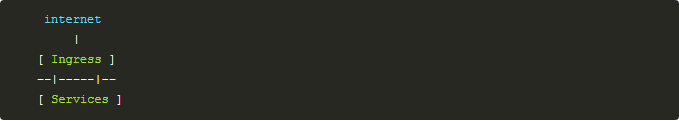 internet
|
[ Ingress ]
--|-----|--
[ Services ]